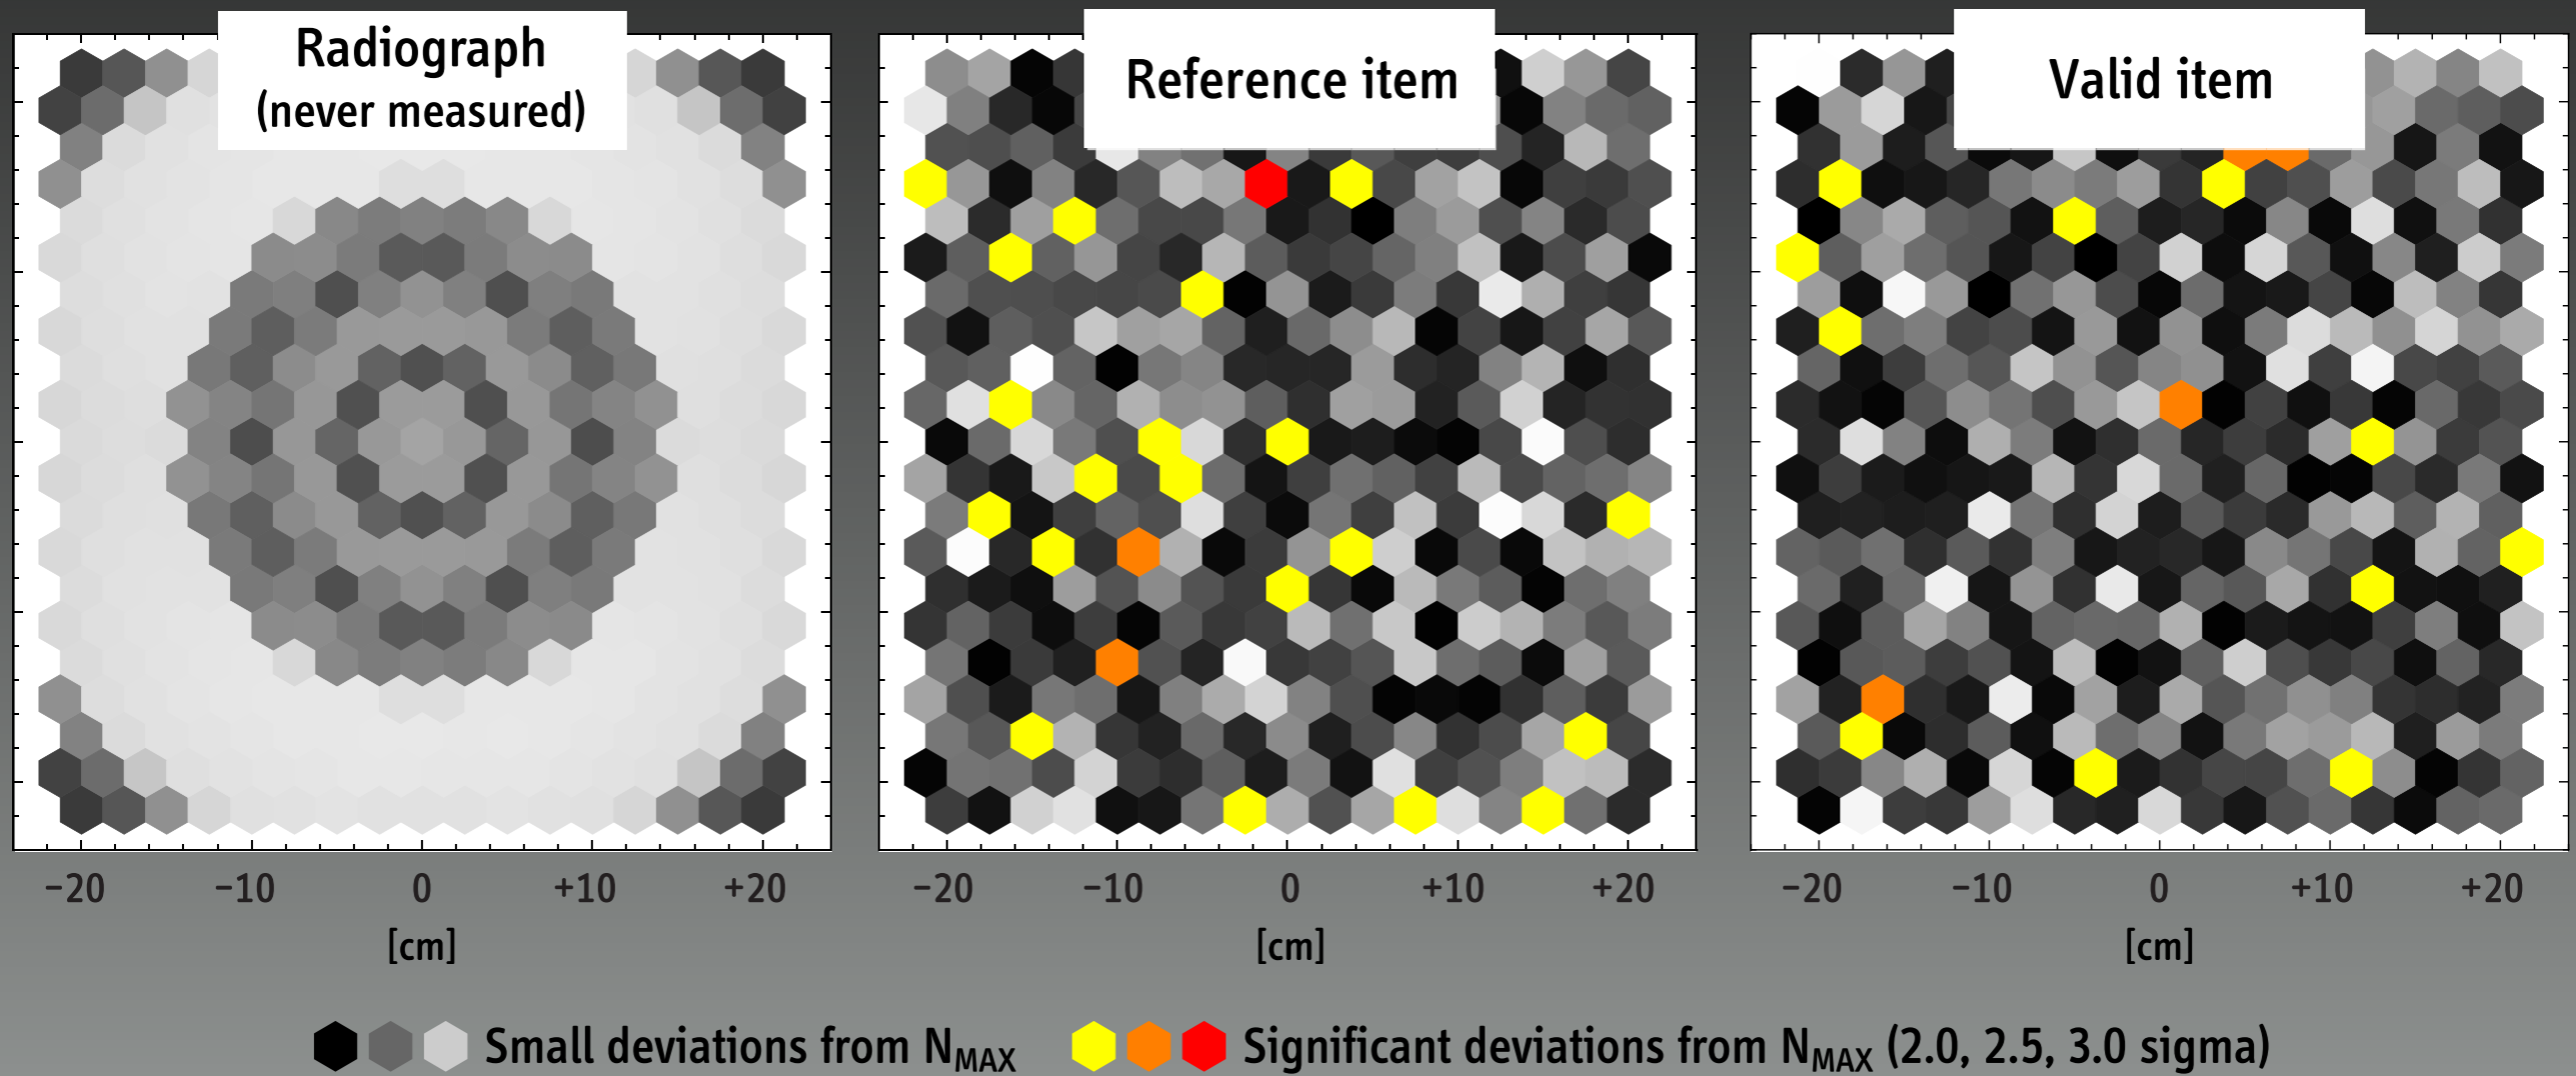 Radiograph
(never measured)
Reference item
Valid item
−20 −10 0 +10 +20
[cm]
−20 −10 0 +10 +20
[cm]
−20 −10 0 +10 +20
[cm]
Small deviations from NMAX
Significant deviations from NMAX (2.0, 2.5, 3.0 sigma)